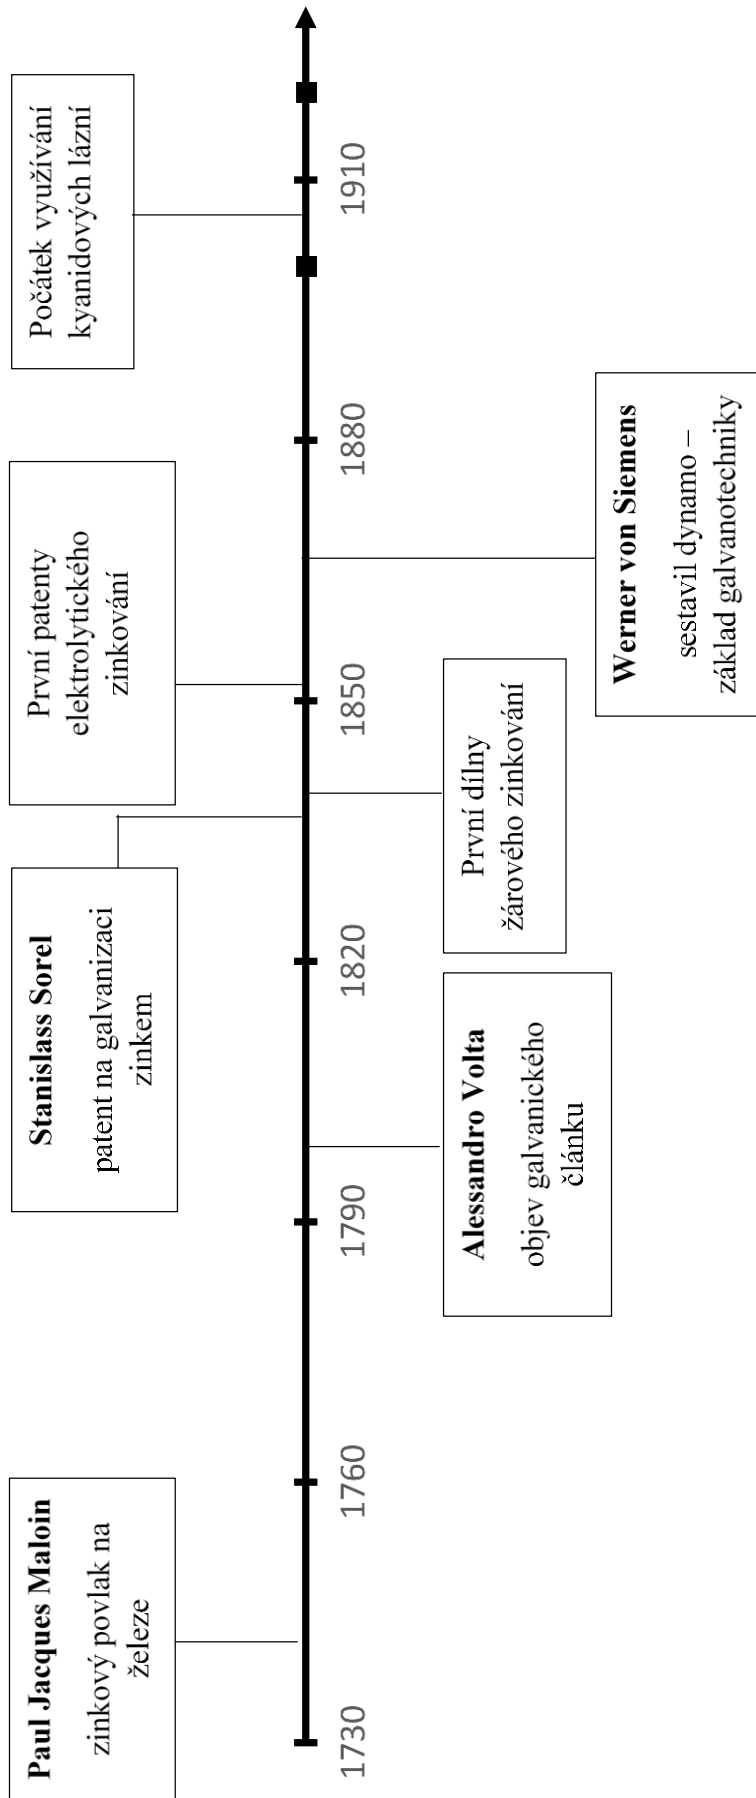 Paul Jacques Maloin
zinkový povlak na
železe
Stanislass Sorel
patent na galvanizaci
zinkem
První patenty
elektrolytického
zinkování
Počátek využívání
kyanidových lázní
1730
1760
1790
1820
1850
1880
1910
Alessandro Volta
objev galvanického
článku
První dílny
žárového zinkování
Werner von Siemens
sestavil dynamo –
základ galvanotechniky